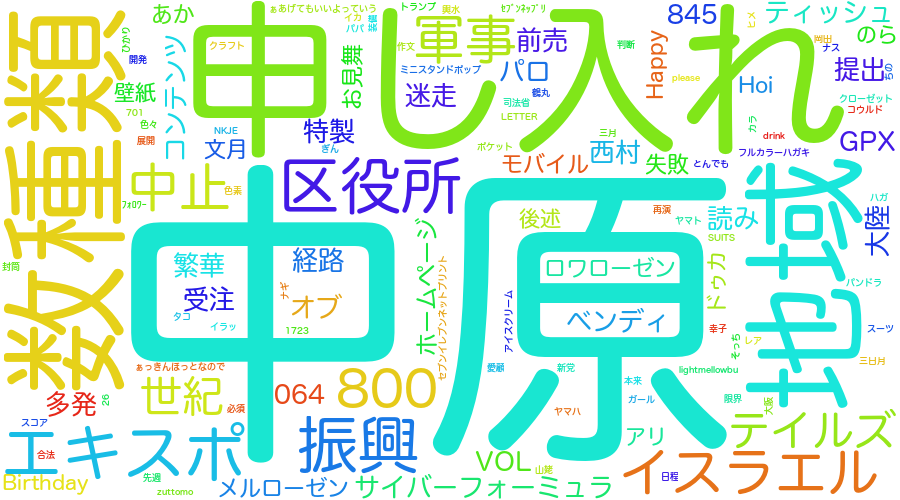 ぁあげてもいいよっていう
トランプ
実水
ｾﾌﾞﾝﾈｯﾌﾟﾘ
845
ティッシュ
あか
イカ
パパ
ヒメ
のら
数種類
ひかり
開発
クラフト
申し入れ
お見舞
作文
軍事
前売
判断
Happy
岡田
ナス
提出
ちの
壁紙
コンテンツ
ミニスタンドポップ
パロ
please
Hoi
クローゼット
コウルド
701
色々
迷走
鶴丸
司法省
LETTER
カラ
drink
GPX
展開
NKJE
文月
特製
ぎん
三月
ポケット
モバイル
西村
失敗
とんでも
フルカラーハガキ
中止
色素
ﾌｫﾛﾜｰ
区役所
中原
地域
再演
ヤマト
読み
SUITS
ハガ
大陸
後述
ホームページ
封筒
繁華
経路
受注
ナギ
オブ
タコ
イラッ
1723
セブンイレブンネットプリント
アイスクリーム
ロワローゼン
ベンディ
ドゥカ
パンドラ
幸子
そっち
レア
スーツ
三日月
ぁっきんほっとなので
世紀
064
800
愛顧
新党
本来
ガール
lightmellowbu
限界
大阪
多発
26
必須
スコア
合法
エキスポ
振興
ヤマハ
アリ
テイルズ
Birthday
先週
zuttomo
メルローゼン
サイバーフォーミュラ
VOL
山姥
イスラエル
日程